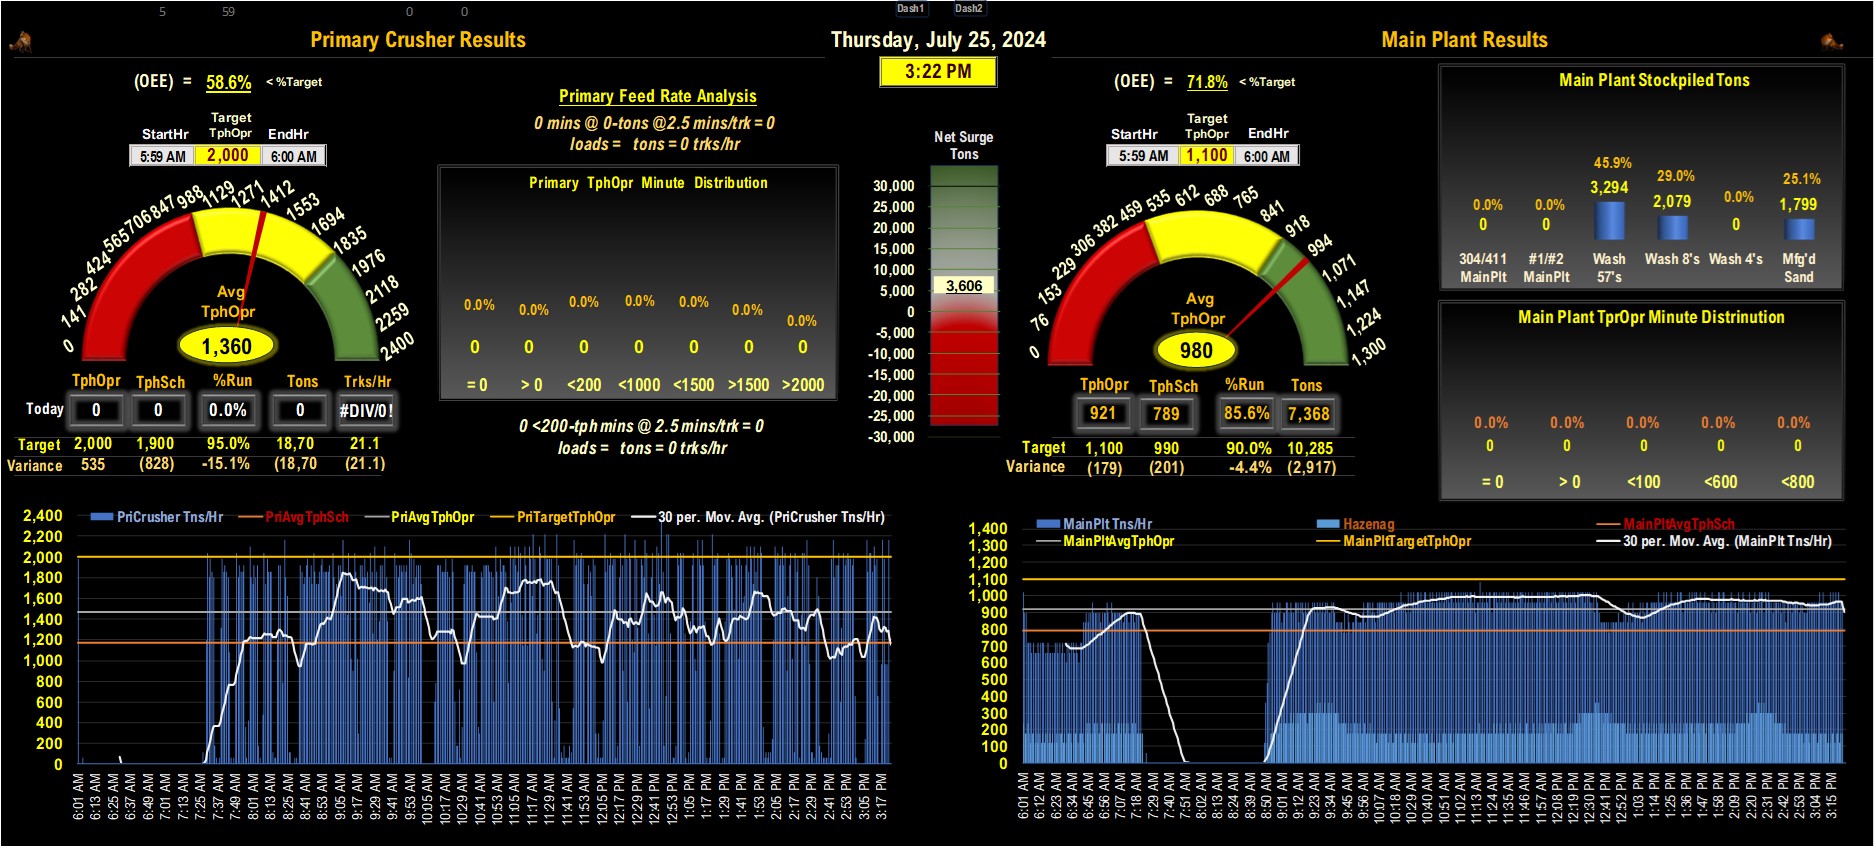 5 59 0 0 Dash1 Dash2
Primary Crusher Results
Thursday, July 25, 2024
Main Plant Results
3:22 PM
(OEE) = 58.6% < %Target
Target
StartHr TphOpr EndHr
5:59 AM 2,000 6:00 AM
0 141 282 424 565 706 847 988 1129 1271 1412 1553 1694 1835 1976 2118 2259 2400
Avg
TphOpr
1,360
TphOpr TphSch %Run Tons Trks/Hr
Today 0 0 0.0% 0 #DIV/0!
Target 2,000 1,900 95.0% 18,70 21.1
Variance 535 (828) -15.1% (18,70 (21.1)
Primary Feed Rate Analysis
0 mins @ 0-tons @2.5 mins/trk = 0
loads = tons = 0 trks/hr
Primary TphOpr Minute Distribution
0.0% 0.0% 0.0% 0.0% 0.0% 0.0% 0.0%
0 0 0 0 0 0 0
= 0 > 0 <200 <1000 <1500 >1500 >2000
0 <200-tph mins @ 2.5 mins/trk = 0
loads = tons = 0 trks/hr
Net Surge
Tons
30,000
25,000
20,000
15,000
10,000
5,000
0
-5,000
-10,000
-15,000
-20,000
-25,000
-30,000
3,606
(OEE) = 71.8% < %Target
Target
StartHr TphOpr EndHr
5:59 AM 1,100 6:00 AM
0 76 153 229 306 382 459 535 612 688 765 841 918 994 1,071 1,147 1,224 1,300
Avg
TphOpr
980
TphOpr TphSch %Run Tons
921 789 85.6% 7,368
Target 1,100 990 90.0% 10,285
Variance (179) (201) -4.4% (2,917)
Main Plant Stockpiled Tons
0.0% 0.0% 45.9% 29.0% 0.0% 25.1%
0 0 3,294 2,079 0 1,799
304/411 #1/#2 Wash Wash 8's Wash 4's Mfg'd
MainPlt MainPlt 57's Sand
Main Plant TprOpr Minute Distrinution
0.0% 0.0% 0.0% 0.0% 0.0%
0 0 0 0 0
= 0 > 0 <100 <600 <800
PriCrusher Tns/Hr PriAvgTphSch PriAvgTphOpr PriTargetTphOpr 30 per. Mov. Avg. (PriCrusher Tns/Hr)
2,400
2,200
2,000
1,800
1,600
1,400
1,200
1,000
800
600
400
200
0
6:01 AM 6:13 AM 6:25 AM 6:37 AM 6:49 AM 7:01 AM 7:13 AM 7:25 AM 7:37 AM 7:49 AM 8:01 AM 8:13 AM 8:25 AM 8:41 AM 8:53 AM 9:05 AM 9:17 AM 9:29 AM 9:41 AM 9:53 AM 10:05 AM 10:17 AM 10:29 AM 10:41 AM 10:53 AM 11:05 AM 11:17 AM 11:29 AM 11:41 AM 11:53 AM 12:05 PM 12:17 PM 12:29 PM 12:41 PM 12:53 PM 1:05 PM 1:17 PM 1:29 PM 1:41 PM 1:53 PM 2:05 PM 2:17 PM 2:29 PM 2:41 PM 2:53 PM 3:05 PM 3:17 PM
MainPlt Tns/Hr Hazenag MainPltAvgTphSch
MainPltAvgTphOpr MainPltTargetTphOpr 30 per. Mov. Avg. (MainPlt Tns/Hr)
1,400
1,300
1,200
1,100
1,000
900
800
700
600
500
400
300
200
100
0
6:01 AM 6:12 AM 6:23 AM 6:34 AM 6:45 AM 6:56 AM 7:07 AM 7:18 AM 7:29 AM 7:40 AM 7:51 AM 8:02 AM 8:13 AM 8:24 AM 8:39 AM 8:50 AM 9:01 AM 9:12 AM 9:23 AM 9:34 AM 9:45 AM 9:56 AM 10:07 AM 10:18 AM 10:29 AM 10:40 AM 10:51 AM 11:02 AM 11:13 AM 11:24 AM 11:35 AM 11:46 AM 11:57 AM 12:08 PM 12:19 PM 12:30 PM 12:41 PM 12:52 PM 1:03 PM 1:14 PM 1:25 PM 1:36 PM 1:47 PM 1:58 PM 2:09 PM 2:20 PM 2:31 PM 2:42 PM 2:53 PM 3:04 PM 3:15 PM